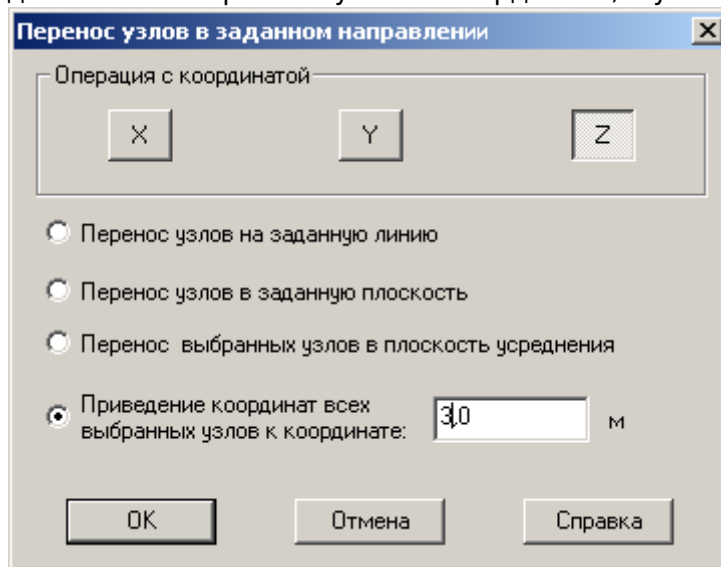 Перенос узлов в заданном направлении
Операция с координатой
X Y Z
Перенос узлов на заданную линию
Перенос узлов в заданную плоскость
Перенос выбранных узлов в плоскость усреднения
Приведение координат всех
выбранных узлов к координате: 3,0 м
OK Отмена Справка